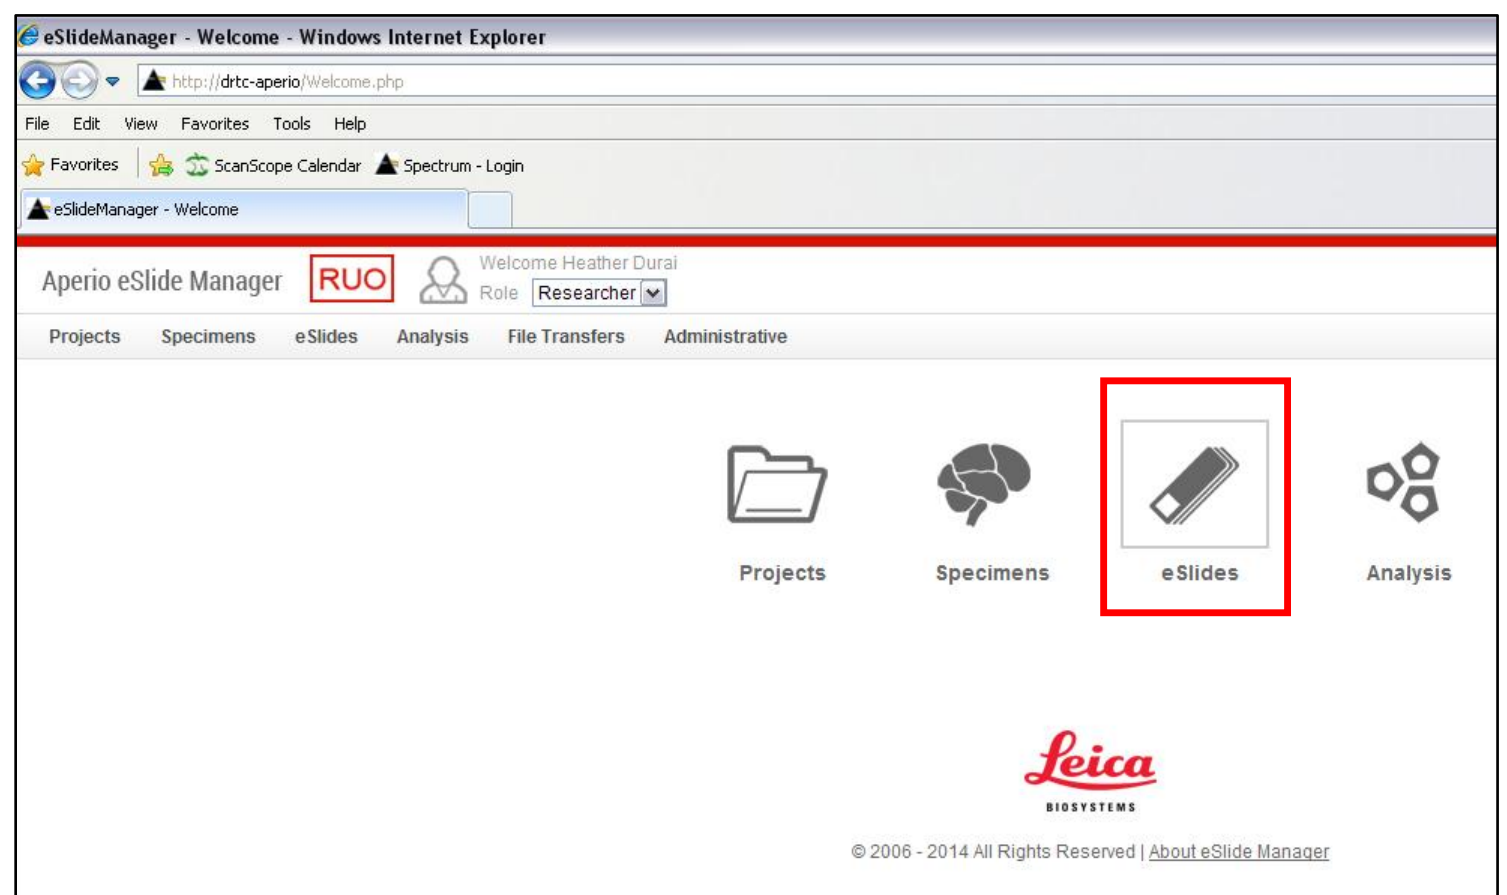 eSlideManager - Welcome - Windows Internet Explorer
http://drtc-aperio/Welcome.php
File Edit View Favorites Tools Help
Favorites ScanScope Calendar Spectrum - Login
eSlideManager - Welcome
Aperio eSlide Manager RUO Welcome Heather Durai
Role Researcher
Projects Specimens eSlides Analysis File Transfers Administrative
Projects Specimens eSlides Analysis
Leica
BIOSYSTEMS
© 2006 - 2014 All Rights Reserved | About eSlide Manager